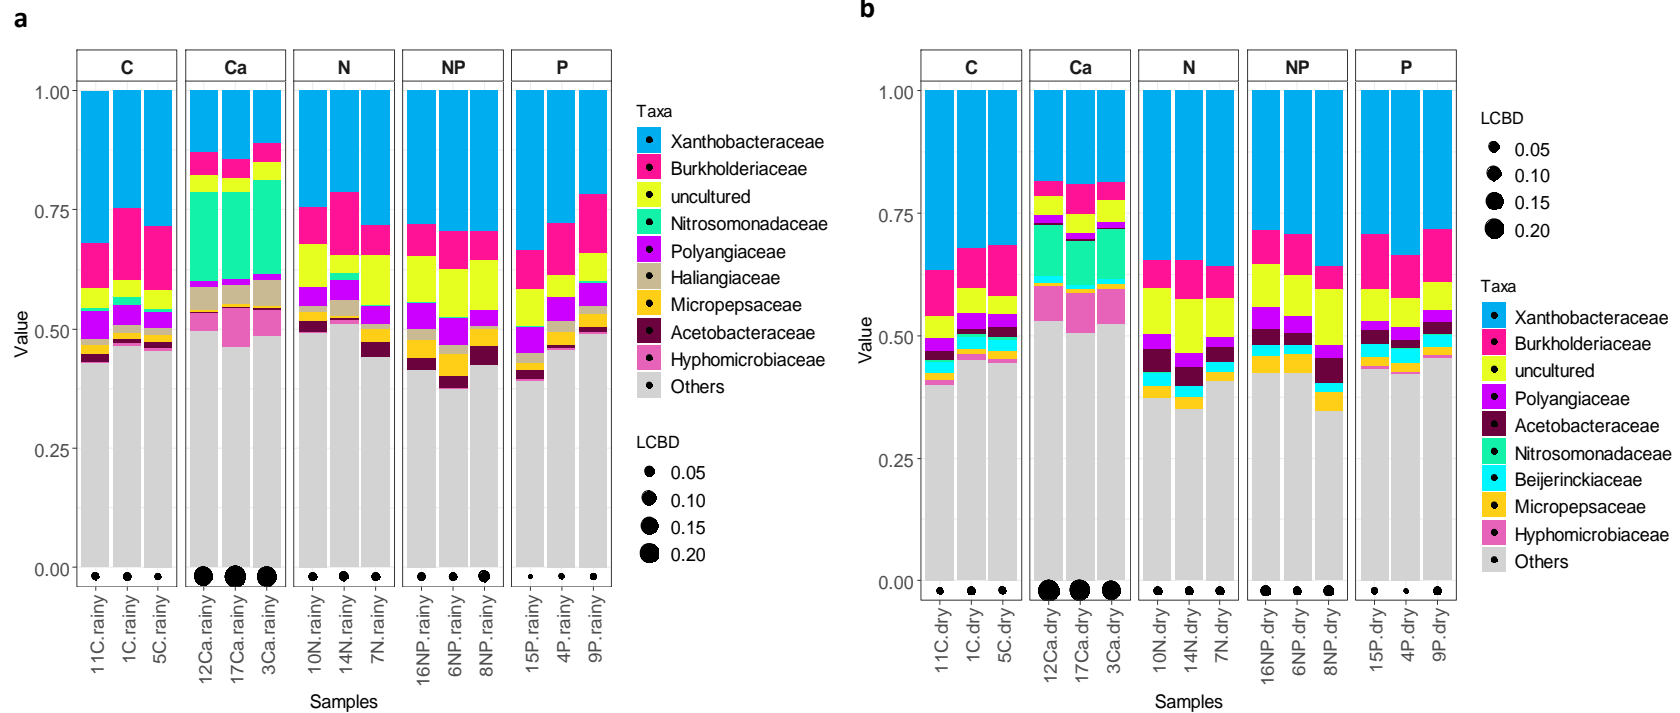 a
C Ca N NP P
1.00
0.75
0.50
0.25
0.00
Value
11C.rainy
1C.rainy
5C.rainy
12Ca.rainy
17Ca.rainy
3Ca.rainy
10N.rainy
14N.rainy
7N.rainy
16NP.rainy
6NP.rainy
8NP.rainy
15P.rainy
4P.rainy
9P.rainy
Samples
Taxa
Xanthobacteraceae
Burkholderiaceae
uncultured
Nitrosomonadaceae
Polyangiaceae
Haliangiaceae
Micropepsaceae
Acetobacteraceae
Hyphomicrobiaceae
Others
LCBD
0.05
0.10
0.15
0.20
b
C Ca N NP P
1.00
0.75
0.50
0.25
0.00
Value
11C.dry
1C.dry
5C.dry
12Ca.dry
17Ca.dry
3Ca.dry
10N.dry
14N.dry
7N.dry
16NP.dry
6NP.dry
8NP.dry
15P.dry
4P.dry
9P.dry
Samples
LCBD
0.05
0.10
0.15
0.20
Taxa
Xanthobacteraceae
Burkholderiaceae
uncultured
Polyangiaceae
Acetobacteraceae
Nitrosomonadaceae
Beijerinckiaceae
Micropepsaceae
Hyphomicrobiaceae
Others